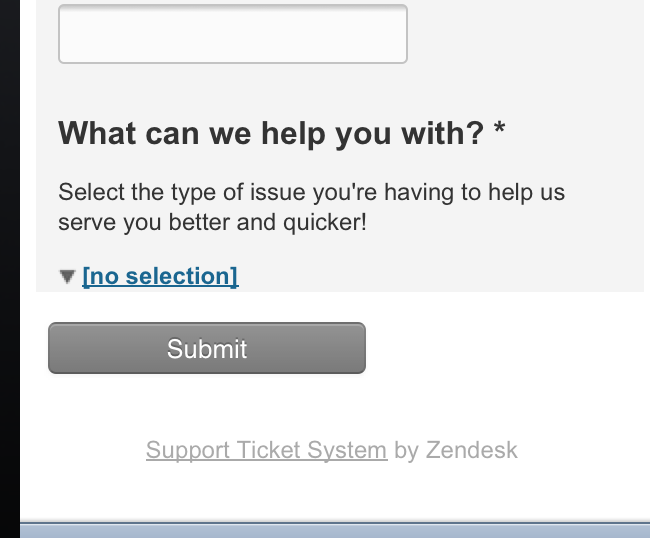 What can we help you with? *
Select the type of issue you're having to help us
serve you better and quicker!
[no selection]
Submit
Support Ticket System by Zendesk